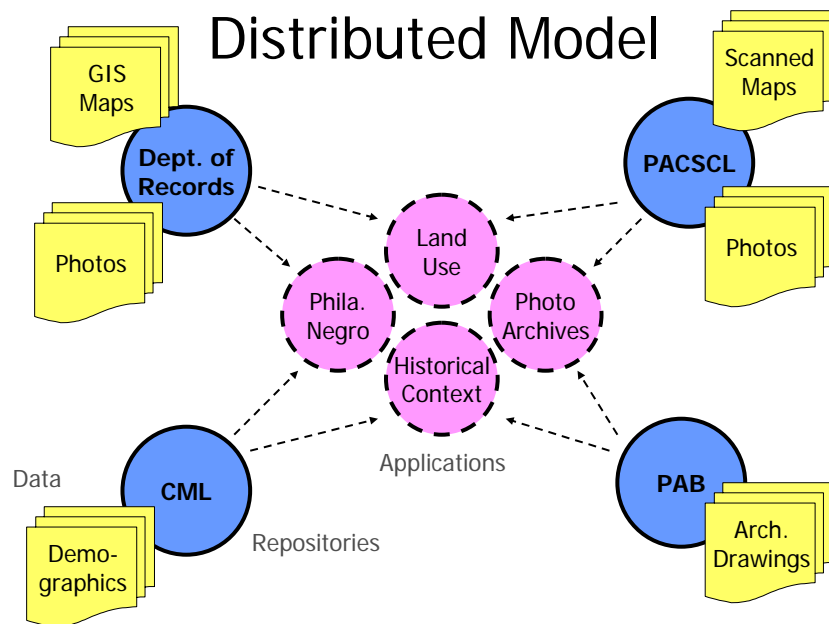 Distributed Model
GIS
Maps
Dept. of
Records
Photos
Scanned
Maps
PACSCL
Photos
Land
Use
Phila.
Negro
Photo
Archives
Historical
Context
Applications
Data
CML
Repositories
Demo-
graphics
PAB
Arch.
Drawings